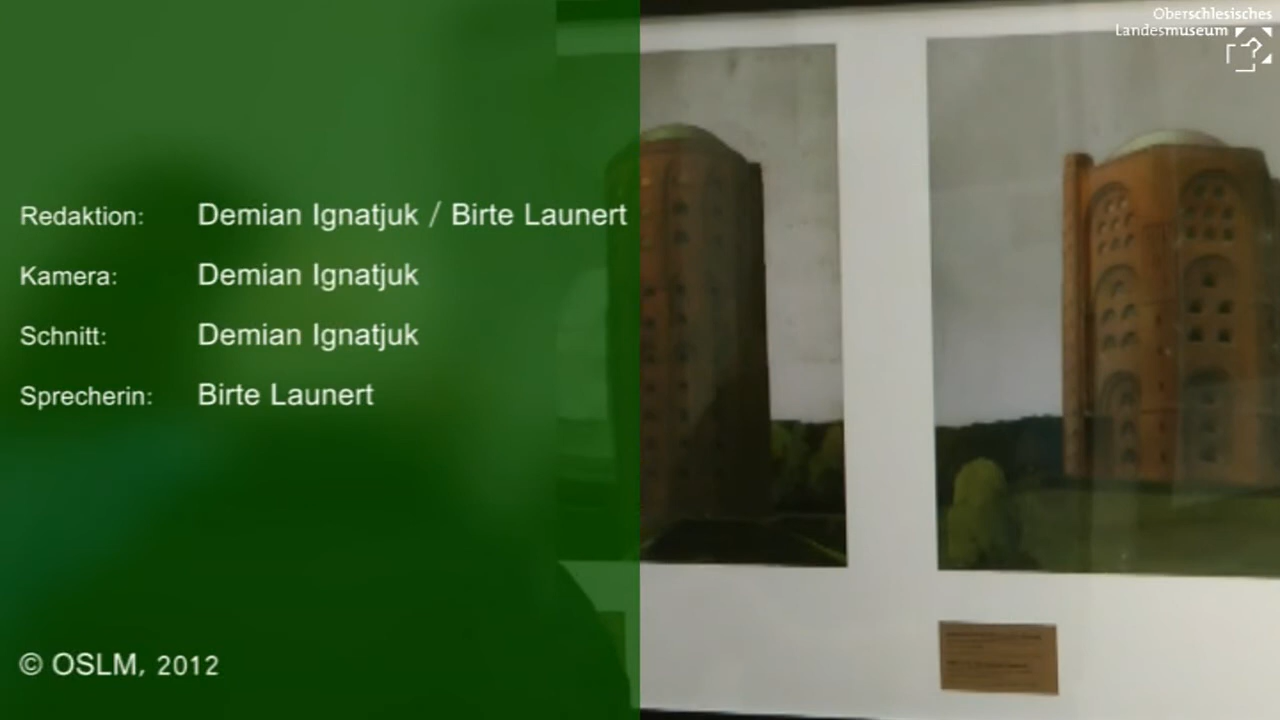 Oberschlesisches
Landesmuseum
Redaktion: Demian Ignatjuk / Birte Launert
Kamera: Demian Ignatjuk
Schnitt: Demian Ignatjuk
Sprecherin: Birte Launert
© OSLM, 2012